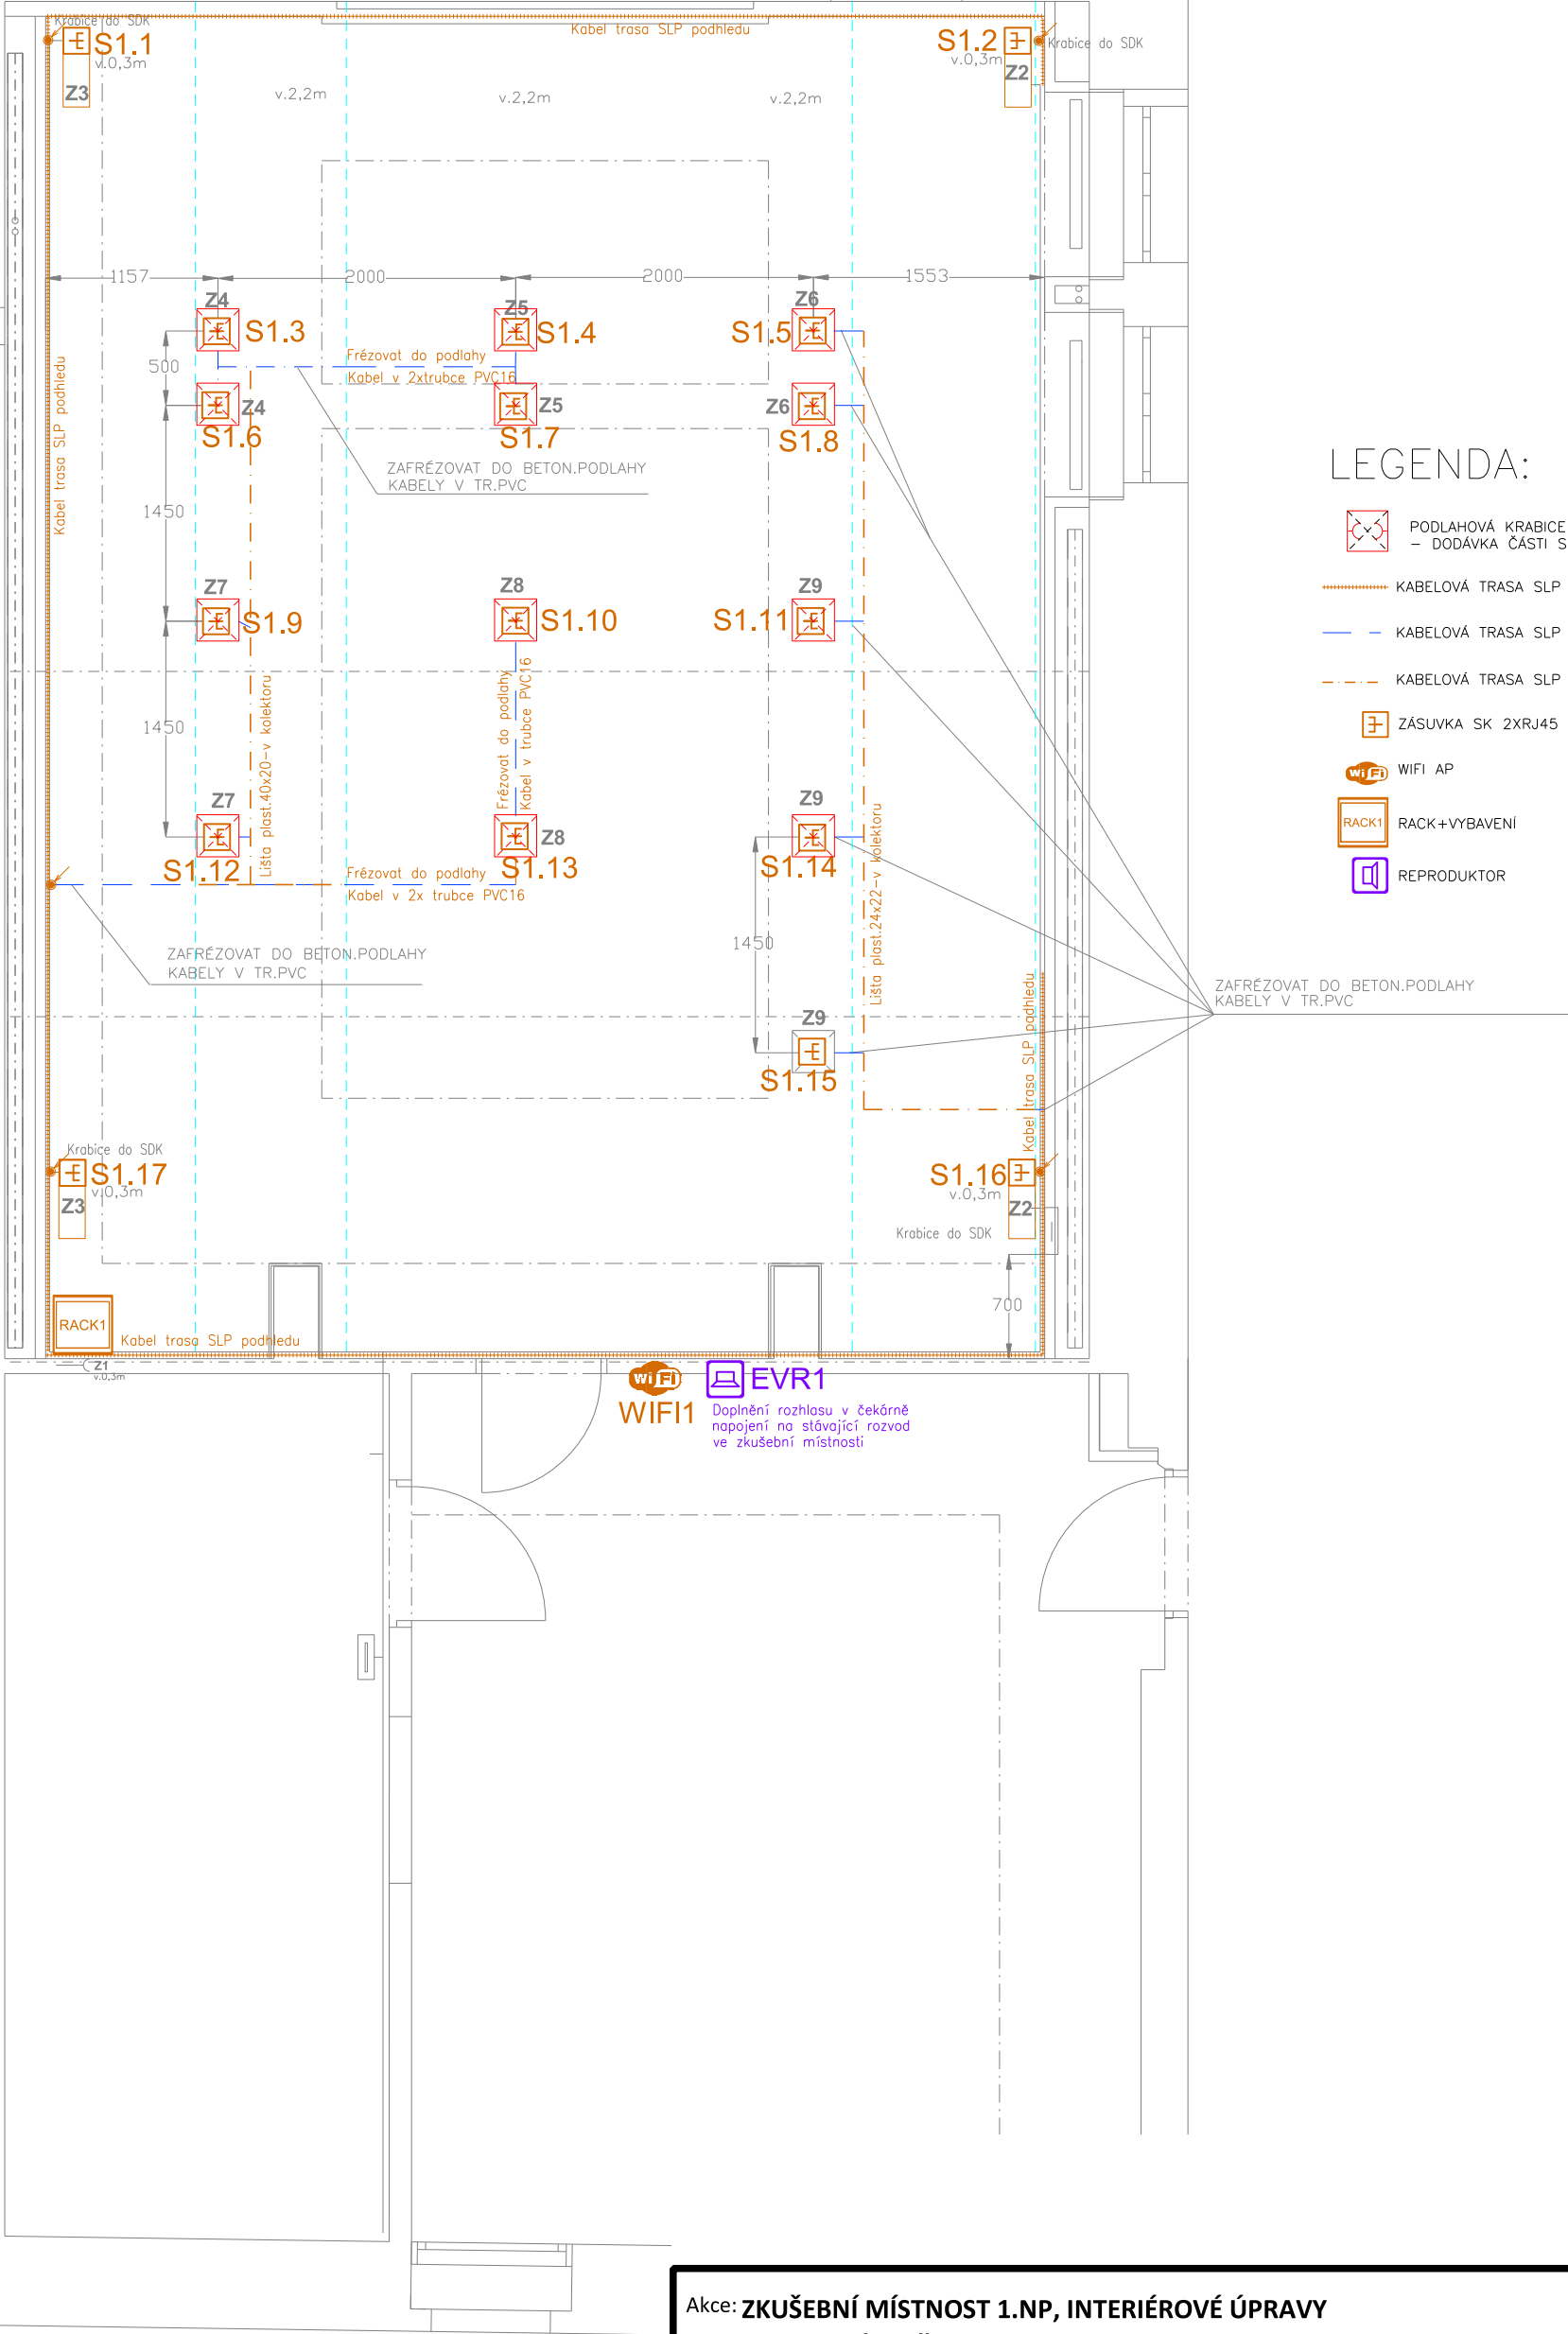 Krabice do SDK
S1.1
v.0,3m
Z3
Kabel trasa SLP podhledu
S1.2
v.0,3m
Z2
Krabice do SDK
v.2,2m
v.2,2m
v.2,2m
1157
2000
2000
1553
Z4
Z5
Z6
S1.3
S1.4
S1.5
500
Frézovat do podlahy
Kabel v 2xtrubce PVC16
Kabel trasa SLP podhledu
Z4
Z5
Z6
S1.6
S1.7
S1.8
ZAFRÉZOVAT DO BETON.PODLAHY
KABELY V TR.PVC
1450
Z7
Z8
Z9
S1.9
S1.10
S1.11
Lišta plast.40x20-v kolektoru
Frézovat do podlahy
Kabel v trubce PVC16
1450
Z7
Z8
Z9
S1.12
S1.13
S1.14
Frézovat do podlahy
Kabel v 2x trubce PVC16
Lišta plast.24x22-v kolektoru
1450
ZAFRÉZOVAT DO BETON.PODLAHY
KABELY V TR.PVC
ZAFRÉZOVAT DO BETON.PODLAHY
KABELY V TR.PVC
Z9
S1.15
Kabel trasa SLP podhledu
Krabice do SDK
S1.17
v.0,3m
Z3
S1.16
v.0,3m
Z2
Krabice do SDK
700
RACK1
Kabel trasa SLP podhledu
Z1
v.0,3m
WiFi
WIFI1
EVR1
Doplnění rozhlasu v čekárně
napojení na stávající rozvod
ve zkušební místnosti
LEGENDA:
PODLAHOVÁ KRABICE
– DODÁVKA ČÁSTI S
KABELOVÁ TRASA SLP
KABELOVÁ TRASA SLP
KABELOVÁ TRASA SLP
ZÁSUVKA SK 2XRJ45
WiFi
WIFI AP
RACK1
RACK+VYBAVENÍ
REPRODUKTOR
Akce: ZKUŠEBNÍ MÍSTNOST 1.NP, INTERIÉROVÉ ÚPRAVY